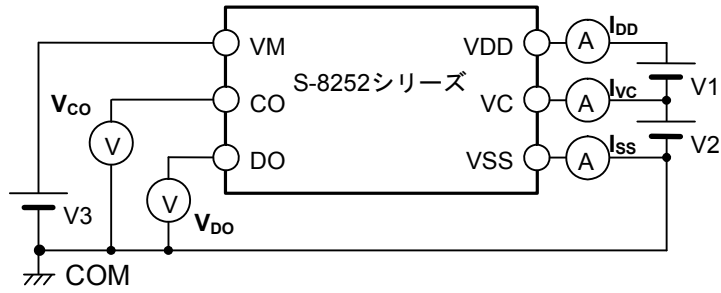 VM
VDD
A
IDD
S-8252シリーズ
V1
VCO
CO
VC
A
IVC
V
V2
DO
VSS
A
ISS
V3
V
VDO
COM